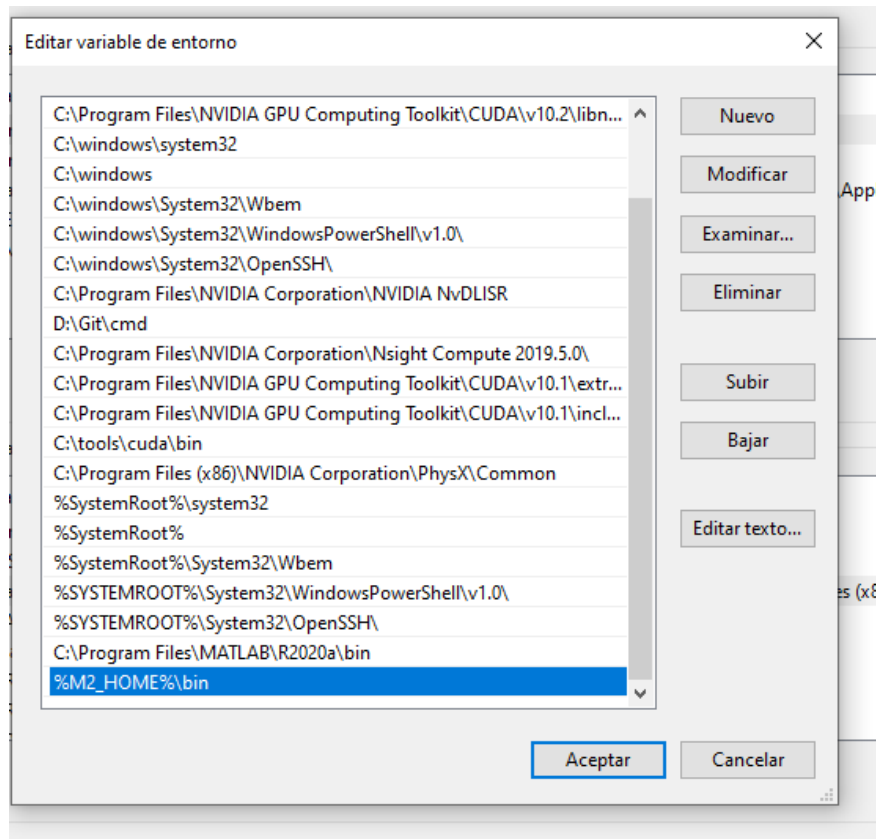 Editar variable de entorno
C:\Program Files\NVIDIA GPU Computing Toolkit\CUDA\v10.2\libn...
Nuevo
C:\windows\system32
C:\windows
Modificar
\App
C:\windows\System32\Wbem
C:\windows\System32\WindowsPowerShell\v1.0\
Examinar...
C:\windows\System32\OpenSSH\
C:\Program Files\NVIDIA Corporation\NVIDIA NvDLISR
Eliminar
D:\Git\cmd
C:\Program Files\NVIDIA Corporation\Nsight Compute 2019.5.0\
C:\Program Files\NVIDIA GPU Computing Toolkit\CUDA\v10.1\extr...
Subir
C:\Program Files\NVIDIA GPU Computing Toolkit\CUDA\v10.1\incl...
C:\tools\cuda\bin
Bajar
C:\Program Files (x86)\NVIDIA Corporation\PhysX\Common
%SystemRoot%\system32
%SystemRoot%
Editar texto...
%SystemRoot%\System32\Wbem
%SYSTEMROOT%\System32\WindowsPowerShell\v1.0\
es (x8
%SYSTEMROOT%\System32\OpenSSH\
C:\Program Files\MATLAB\R2020a\bin
%M2_HOME%\bin
Aceptar
Cancelar